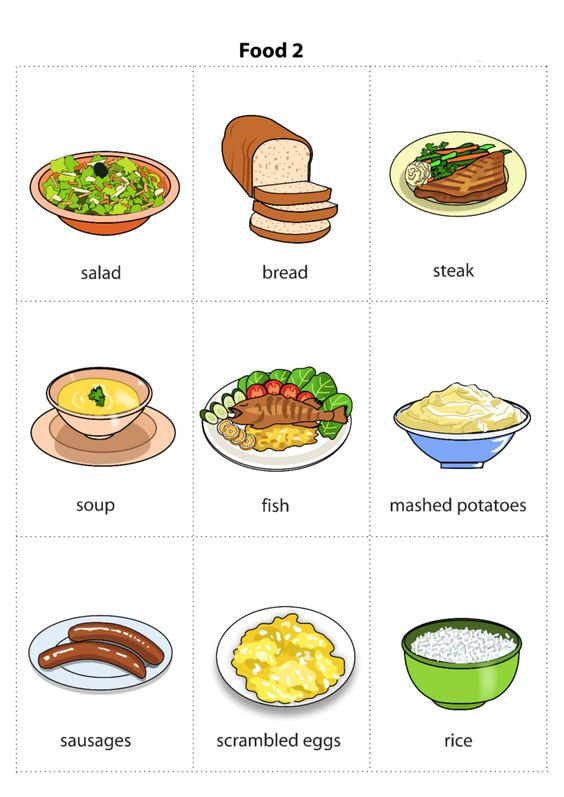 Food 2
salad
bread
steak
soup
fish
mashed potatoes
sausages
scrambled eggs
rice